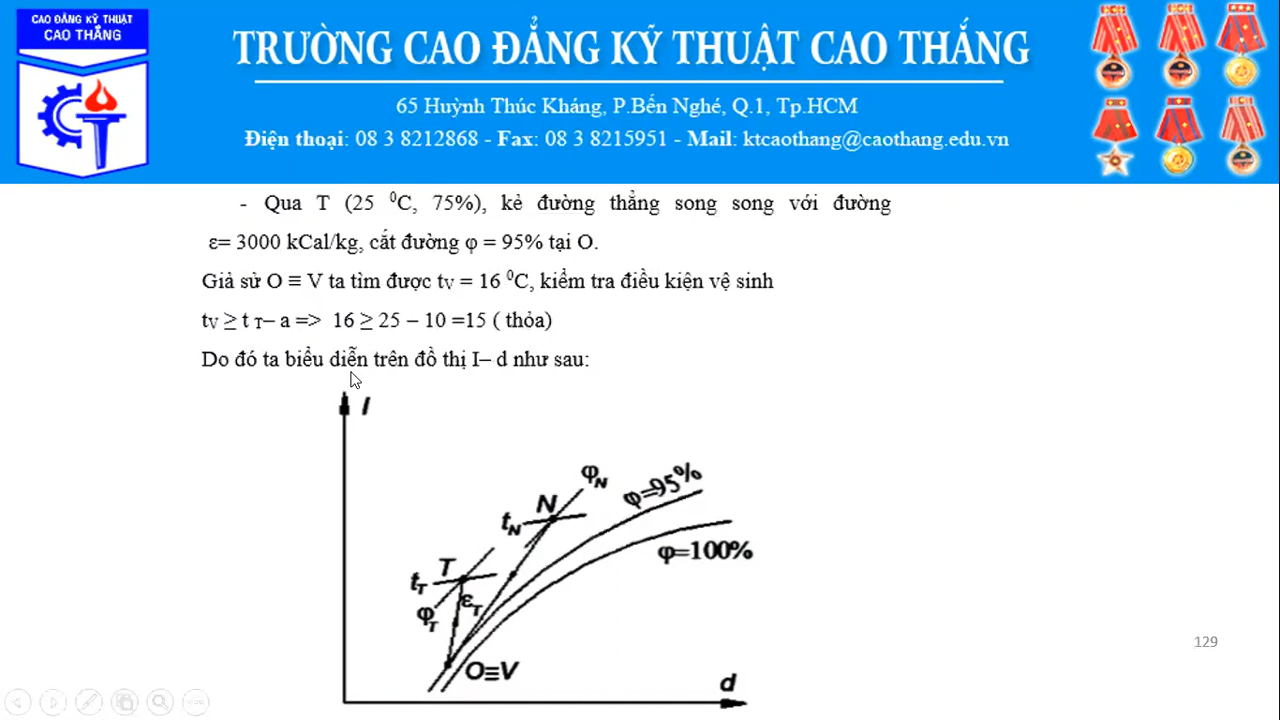 CAO ĐẲNG KỸ THUẬT
CAO THẮNG
TRƯỜNG CAO ĐẲNG KỸ THUẬT CAO THẮNG
65 Huỳnh Thúc Kháng, P.Bến Nghé, Q.1, Tp.HCM
Điện thoại: 08 3 8212868 - Fax: 08 3 8215951 - Mail: ktcaothang@caothang.edu.vn
- Qua T (25 ⁰C, 75%), kẻ đường thẳng song song với đường
ε= 3000 kCal/kg, cắt đường φ = 95% tại O.
Giả sử O ≡ V ta tìm được tV = 16 ⁰C, kiểm tra điều kiện vệ sinh
tV ≥ t T– a => 16 ≥ 25 – 10 =15 ( thỏa)
Do đó ta biểu diễn trên đồ thị I– d như sau:
I
φN
φ=95%
N
tN
φ=100%
T
tT
εT
φT
O≡V
d
129